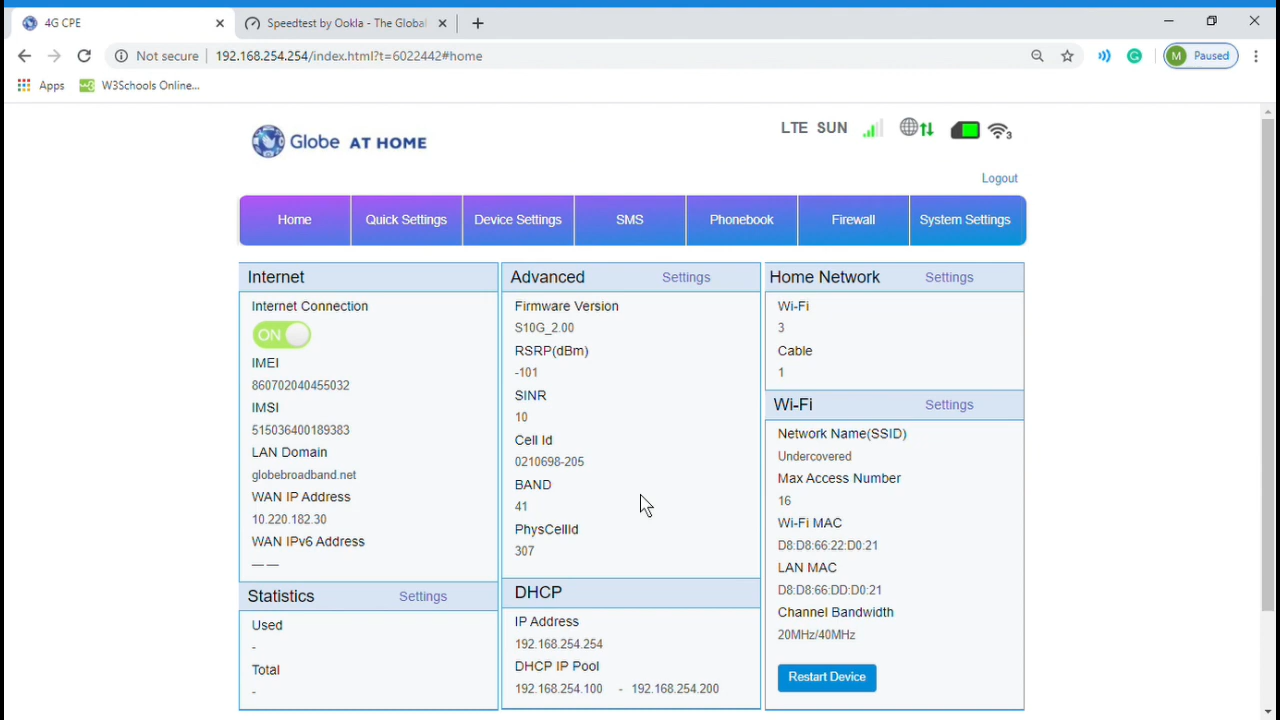 4G CPE
Speedtest by Ookla - The Global
Not secure
192.168.254.254/index.html?t=6022442#home
M Paused
Apps
W3Schools Online...
Globe AT HOME
LTE SUN
3
Logout
Home
Quick Settings
Device Settings
SMS
Phonebook
Firewall
System Settings
Internet
Internet Connection
ON
IMEI
860702040455032
IMSI
515036400189383
LAN Domain
globebroadband.net
WAN IP Address
10.220.182.30
WAN IPv6 Address
— —
Statistics Settings
Used
-
Total
-
Advanced Settings
Firmware Version
S10G_2.00
RSRP(dBm)
-101
SINR
10
Cell Id
0210698-205
BAND
41
PhysCellId
307
DHCP
IP Address
192.168.254.254
DHCP IP Pool
192.168.254.100 - 192.168.254.200
Home Network Settings
Wi-Fi
3
Cable
1
Wi-Fi Settings
Network Name(SSID)
Undercovered
Max Access Number
16
Wi-Fi MAC
D8:D8:66:22:D0:21
LAN MAC
D8:D8:66:DD:D0:21
Channel Bandwidth
20MHz/40MHz
Restart Device